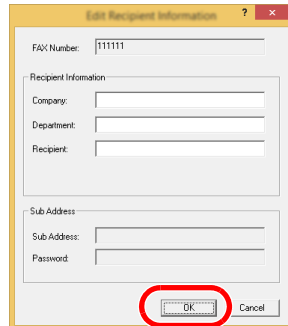 Edit Recipient Information ? ×
FAX Number: 111111
Recipient Information
Company:
Department:
Recipient:
Sub Address
Sub Address:
Password:
OK Cancel